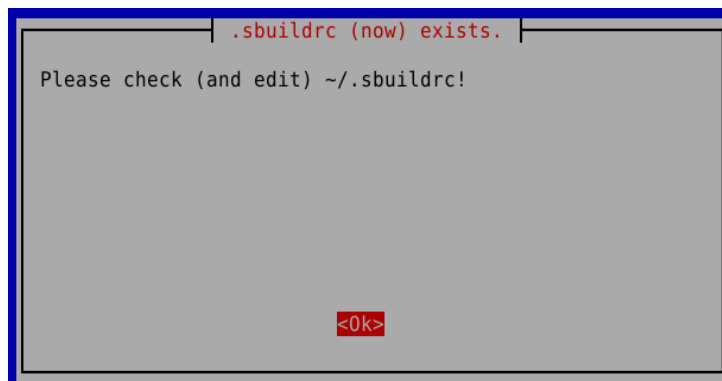 .sbuildrc (now) exists.
Please check (and edit) ~/.sbuildrc!
<Ok>